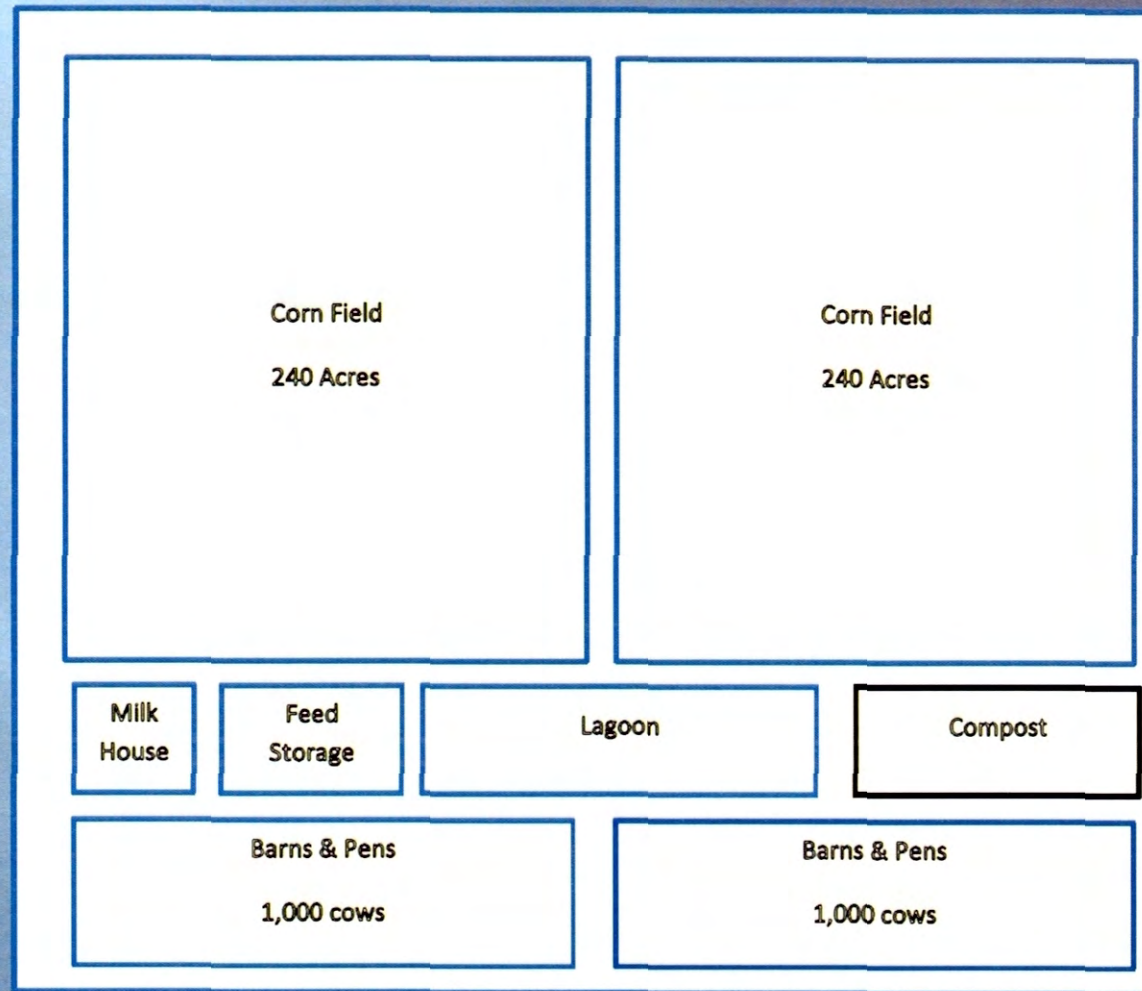 Corn Field
240 Acres
Corn Field
240 Acres
Milk
House
Feed
Storage
Lagoon
Compost
Barns & Pens
1,000 cows
Barns & Pens
1,000 cows